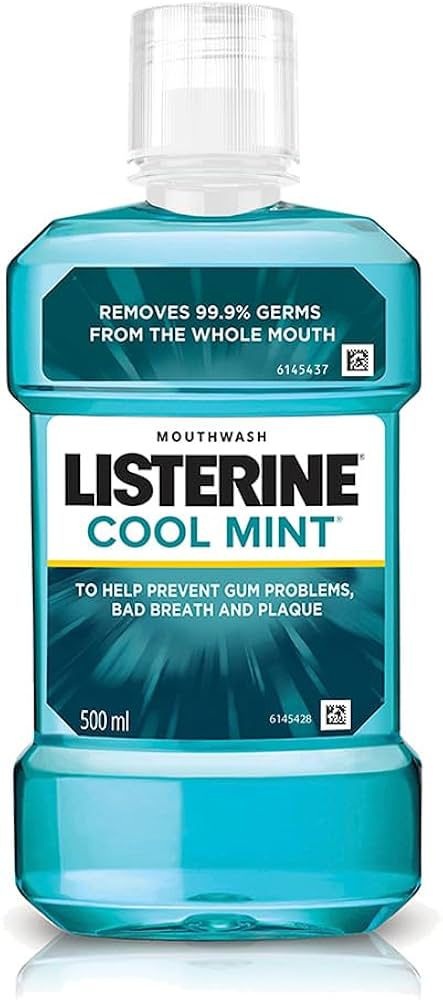 REMOVES 99.9% GERMS
FROM THE WHOLE MOUTH
6145437
MOUTHWASH
LISTERINE®
COOL MINT®
TO HELP PREVENT GUM PROBLEMS,
BAD BREATH AND PLAQUE
500 ml
6145428